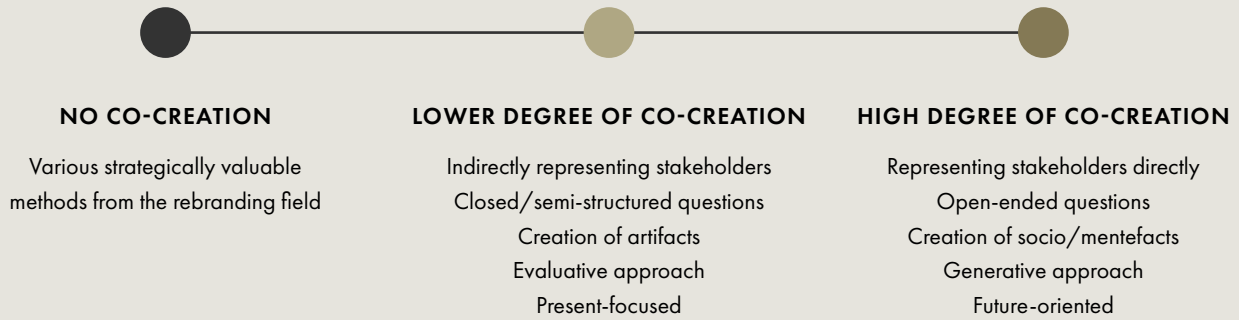 NO CO-CREATION
Various strategically valuable
methods from the rebranding field
LOWER DEGREE OF CO-CREATION
Indirectly representing stakeholders
Closed/semi-structured questions
Creation of artifacts
Evaluative approach
Present-focused
HIGH DEGREE OF CO-CREATION
Representing stakeholders directly
Open-ended questions
Creation of socio/mentefacts
Generative approach
Future-oriented